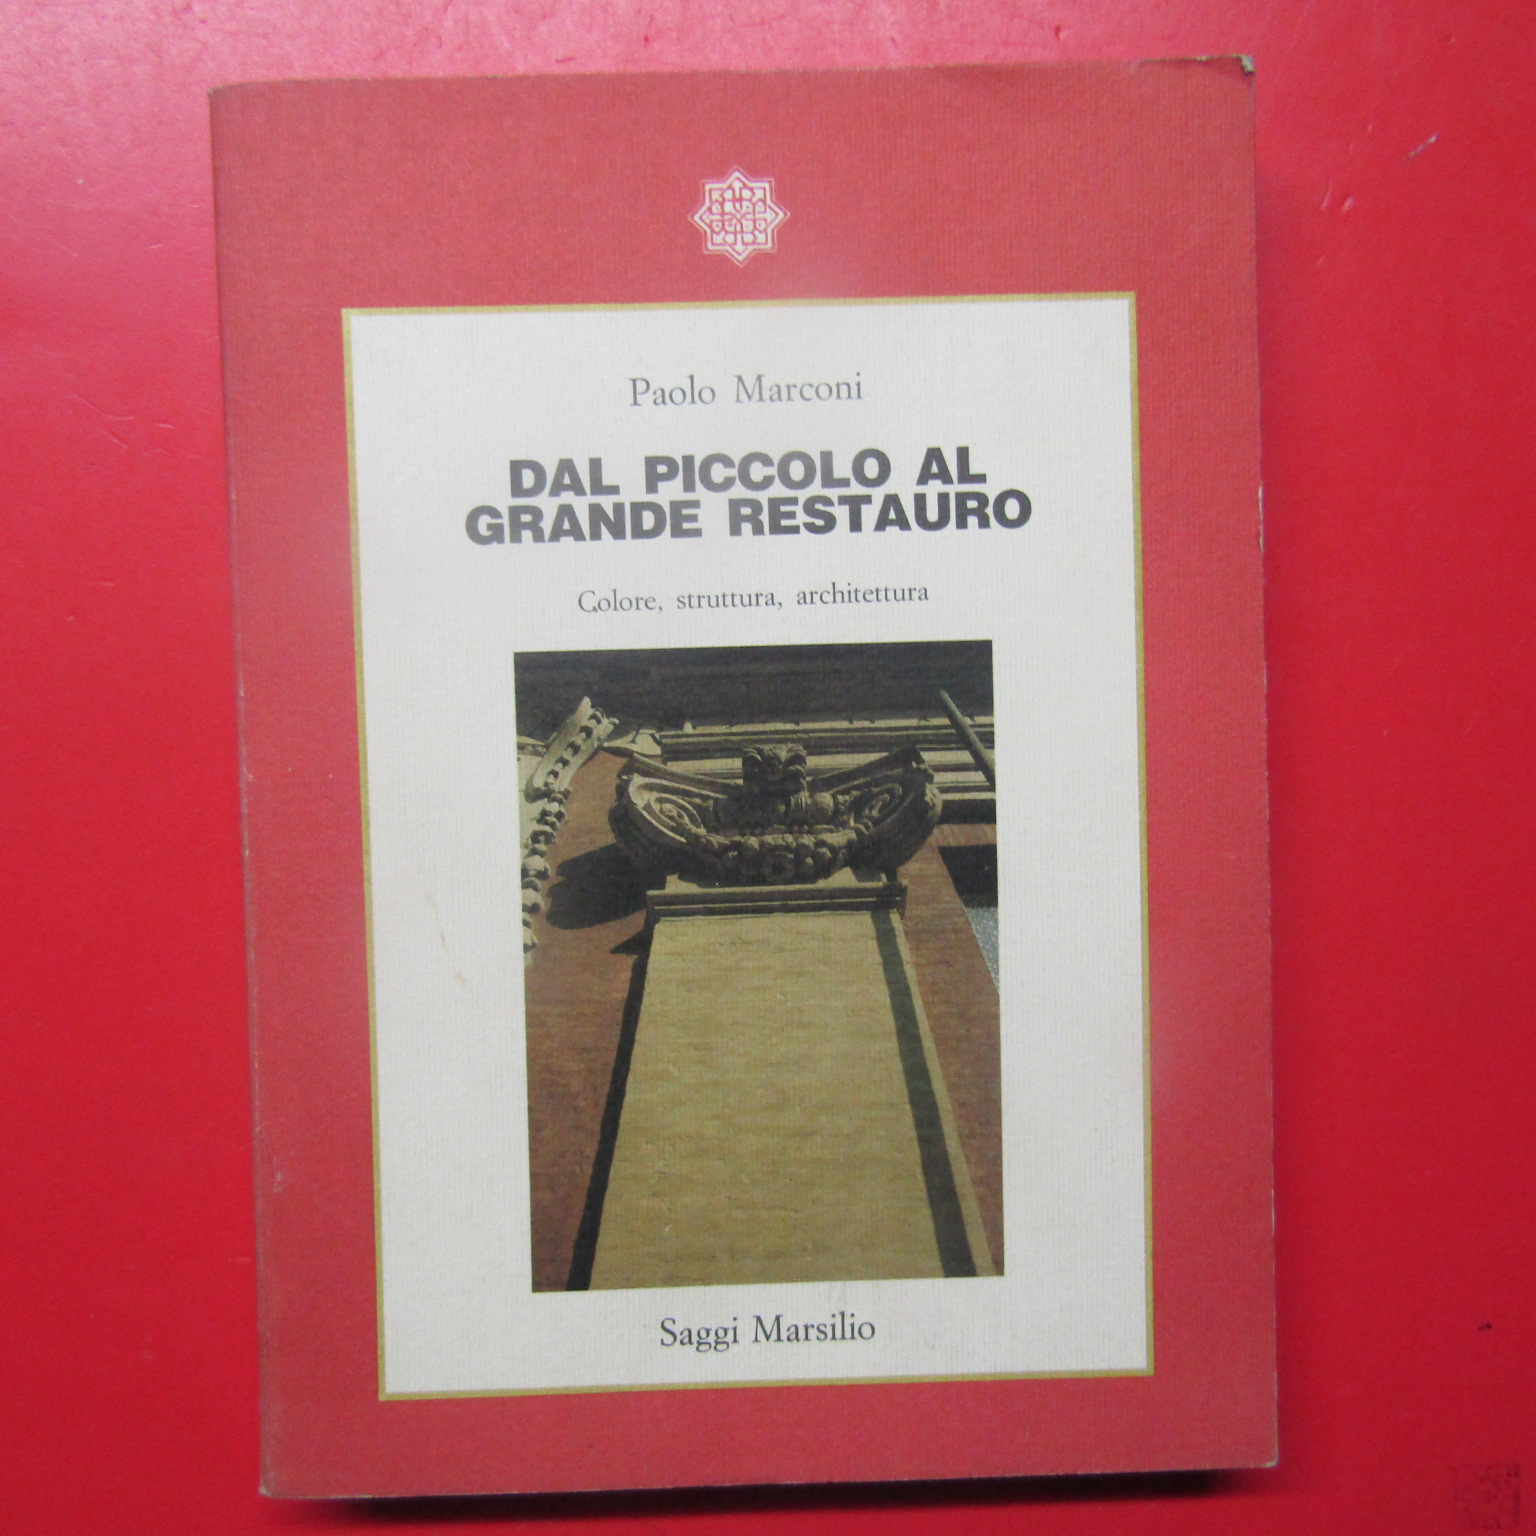 Paolo Marconi
DAL PICCOLO AL
GRANDE RESTAURO
Colore, struttura, architettura
Saggi Marsilio